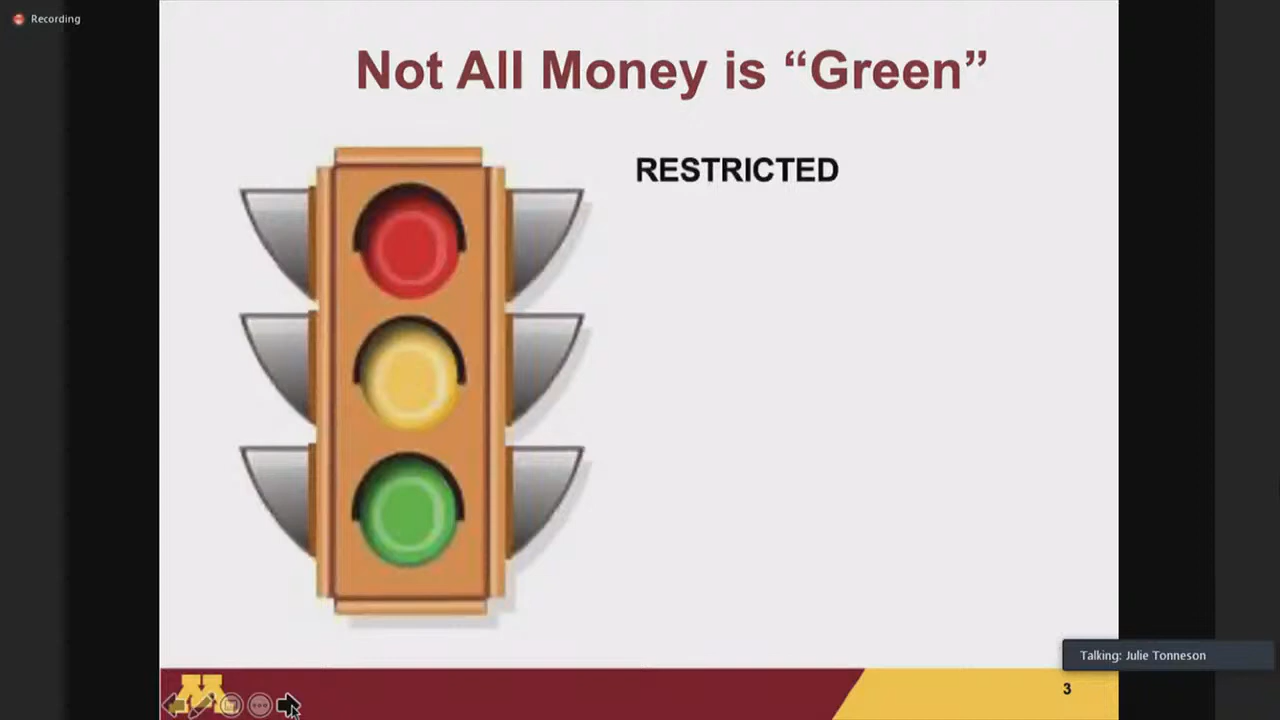 Recording
Not All Money is “Green”
RESTRICTED
Talking: Julie Tonneson
M
3